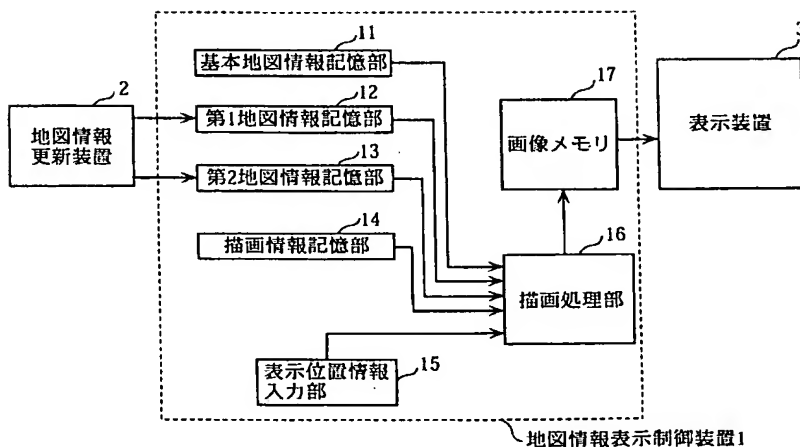 11
基本地図情報記憶部
2
地図情報
更新装置
12
第1地図情報記憶部
13
第2地図情報記憶部
14
描画情報記憶部
表示位置情報
入力部
15
16
描画処理部
17
画像メモリ
3
表示装置
地図情報表示制御装置1